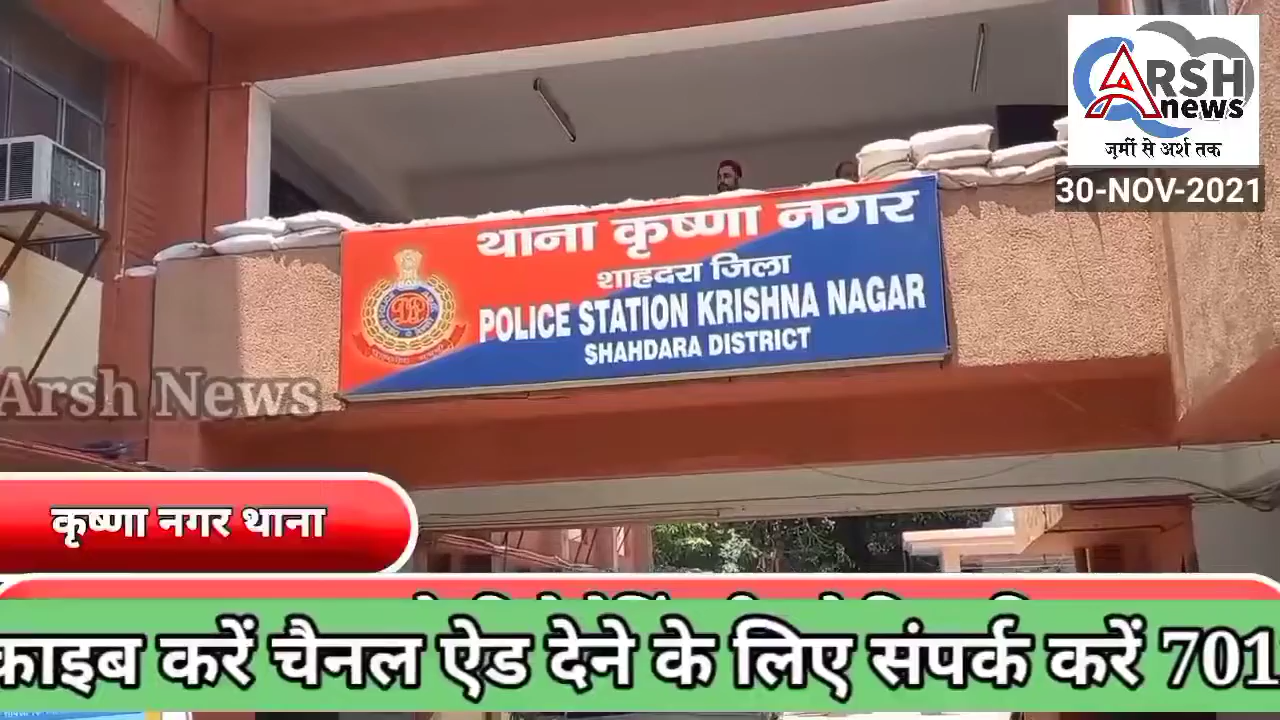 ARSH
news
ज़मीं से अर्श तक
30-NOV-2021
थाना कृष्णा नगर
शाहदरा जिला
POLICE STATION KRISHNA NAGAR
SHAHDARA DISTRICT
Arsh News
कृष्णा नगर थाना
काइब करें चैनल ऐड देने के लिए संपर्क करें 701